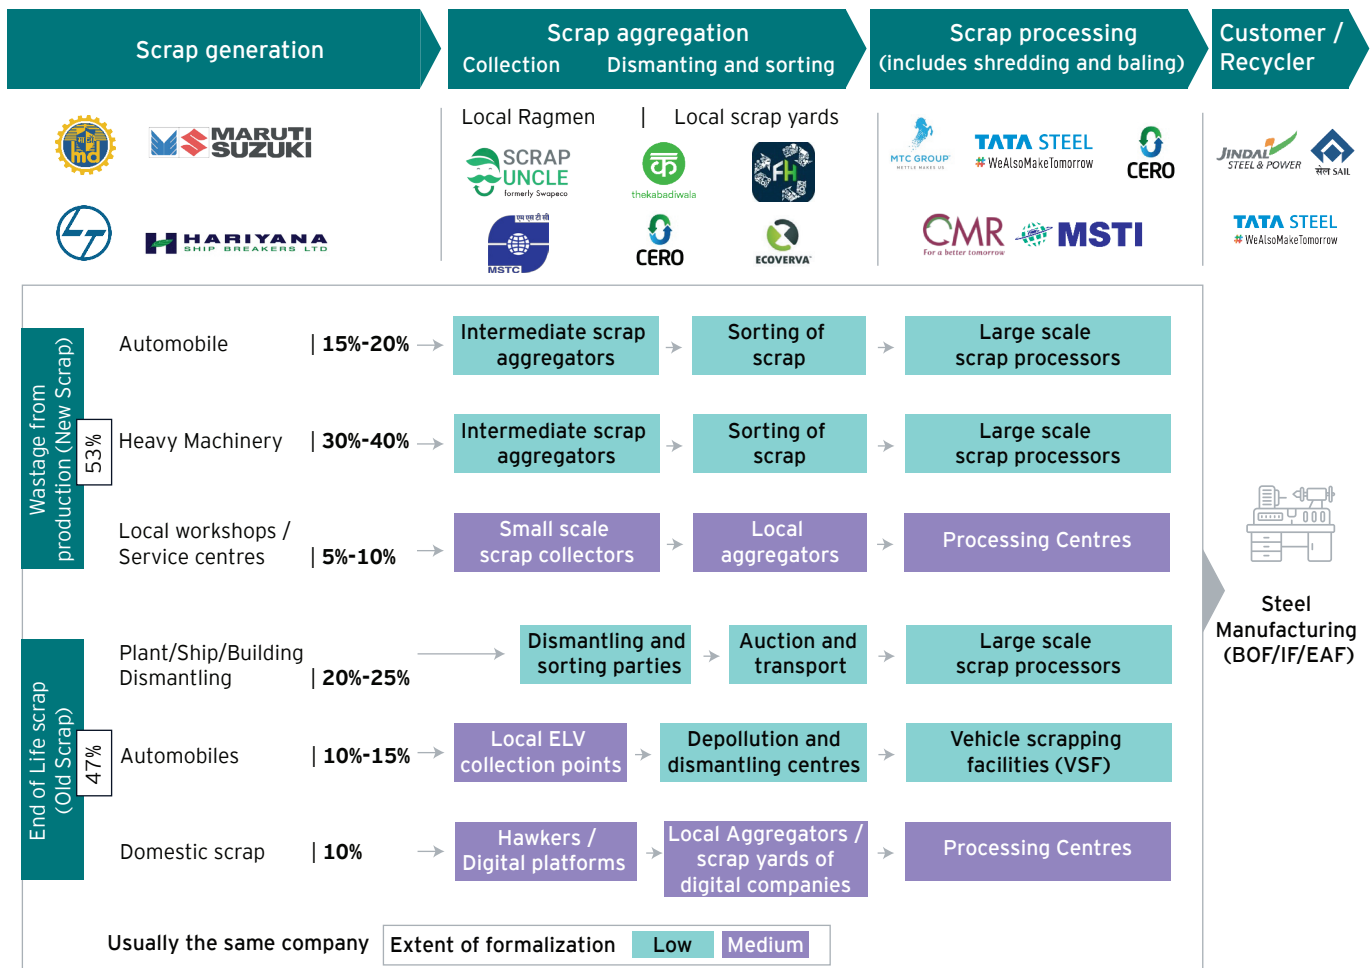 Scrap generation
Scrap aggregation
Collection
Dismanting and sorting
Scrap processing
(includes shredding and baling)
Customer /
Recycler
md
MARUTI
SUZUKI
LT
HARIYANA
SHIP BREAKERS LTD
Local Ragmen | Local scrap yards
SCRAP
UNCLE
formerly Swapeco
क
thekabadiwala
FH
एम एस टी सी
MSTC
CERO
ECOVERVA
MTC GROUP
METTLE MAKES US
TATA STEEL
#WeAlsoMakeTomorrow
CERO
CMR
For a better tomorrow
MSTI
JINDAL
STEEL & POWER
सेल SAIL
TATA STEEL
#WeAlsoMakeTomorrow
Wastage from
production (New Scrap)
53%
Automobile | 15%-20%
Intermediate scrap
aggregators
Sorting of
scrap
Large scale
scrap processors
Heavy Machinery | 30%-40%
Intermediate scrap
aggregators
Sorting of
scrap
Large scale
scrap processors
Local workshops /
Service centres | 5%-10%
Small scale
scrap collectors
Local
aggregators
Processing Centres
End of Life scrap
(Old Scrap)
47%
Plant/Ship/Building
Dismantling | 20%-25%
Dismantling and
sorting parties
Auction and
transport
Large scale
scrap processors
Automobiles | 10%-15%
Local ELV
collection points
Depollution and
dismantling centres
Vehicle scrapping
facilities (VSF)
Domestic scrap | 10%
Hawkers /
Digital platforms
Local Aggregators /
scrap yards of
digital companies
Processing Centres
Steel
Manufacturing
(BOF/IF/EAF)
Usually the same company
Extent of formalization
Low
Medium